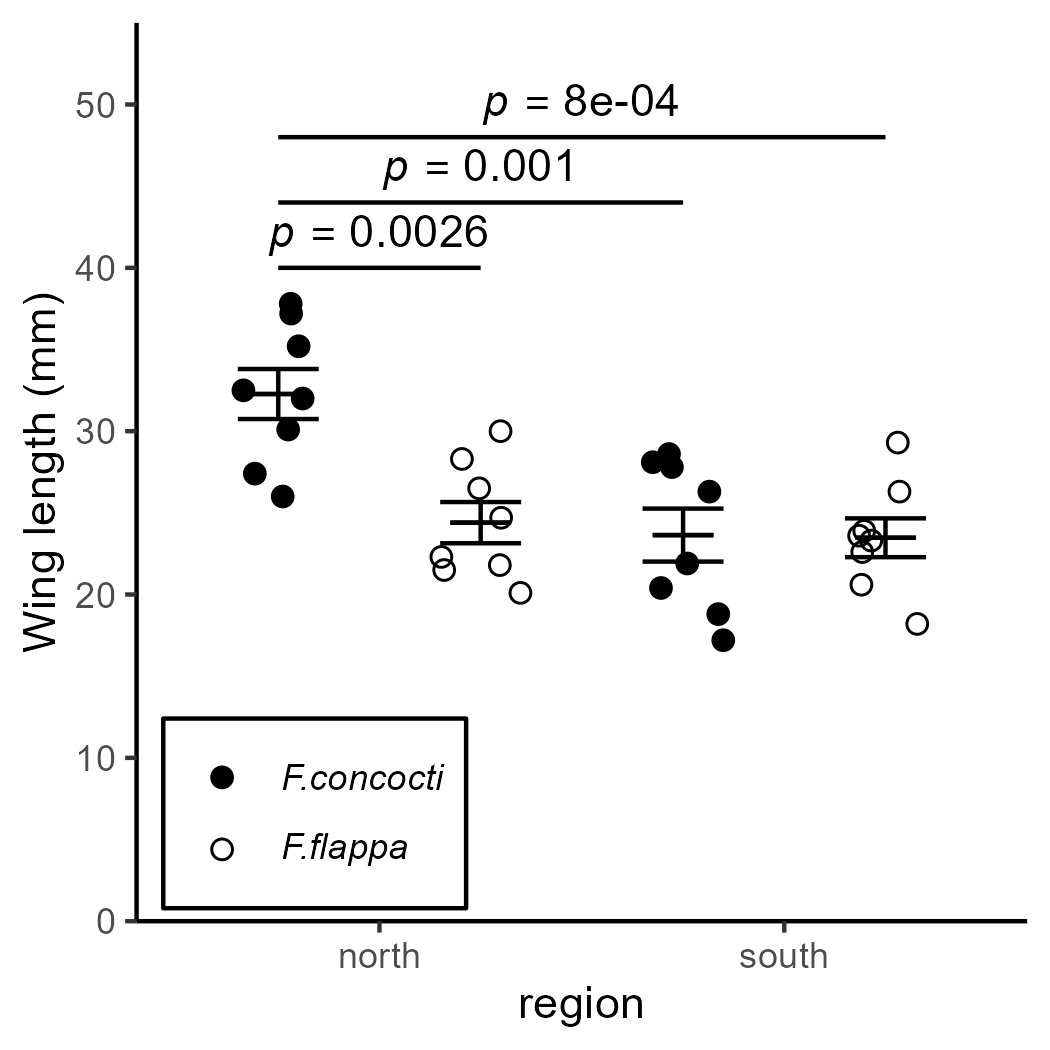 50
p = 8e-04
p = 0.001
p = 0.0026
40
30
20
10
0
Wing length (mm)
F.concocti
F.flappa
north south
region